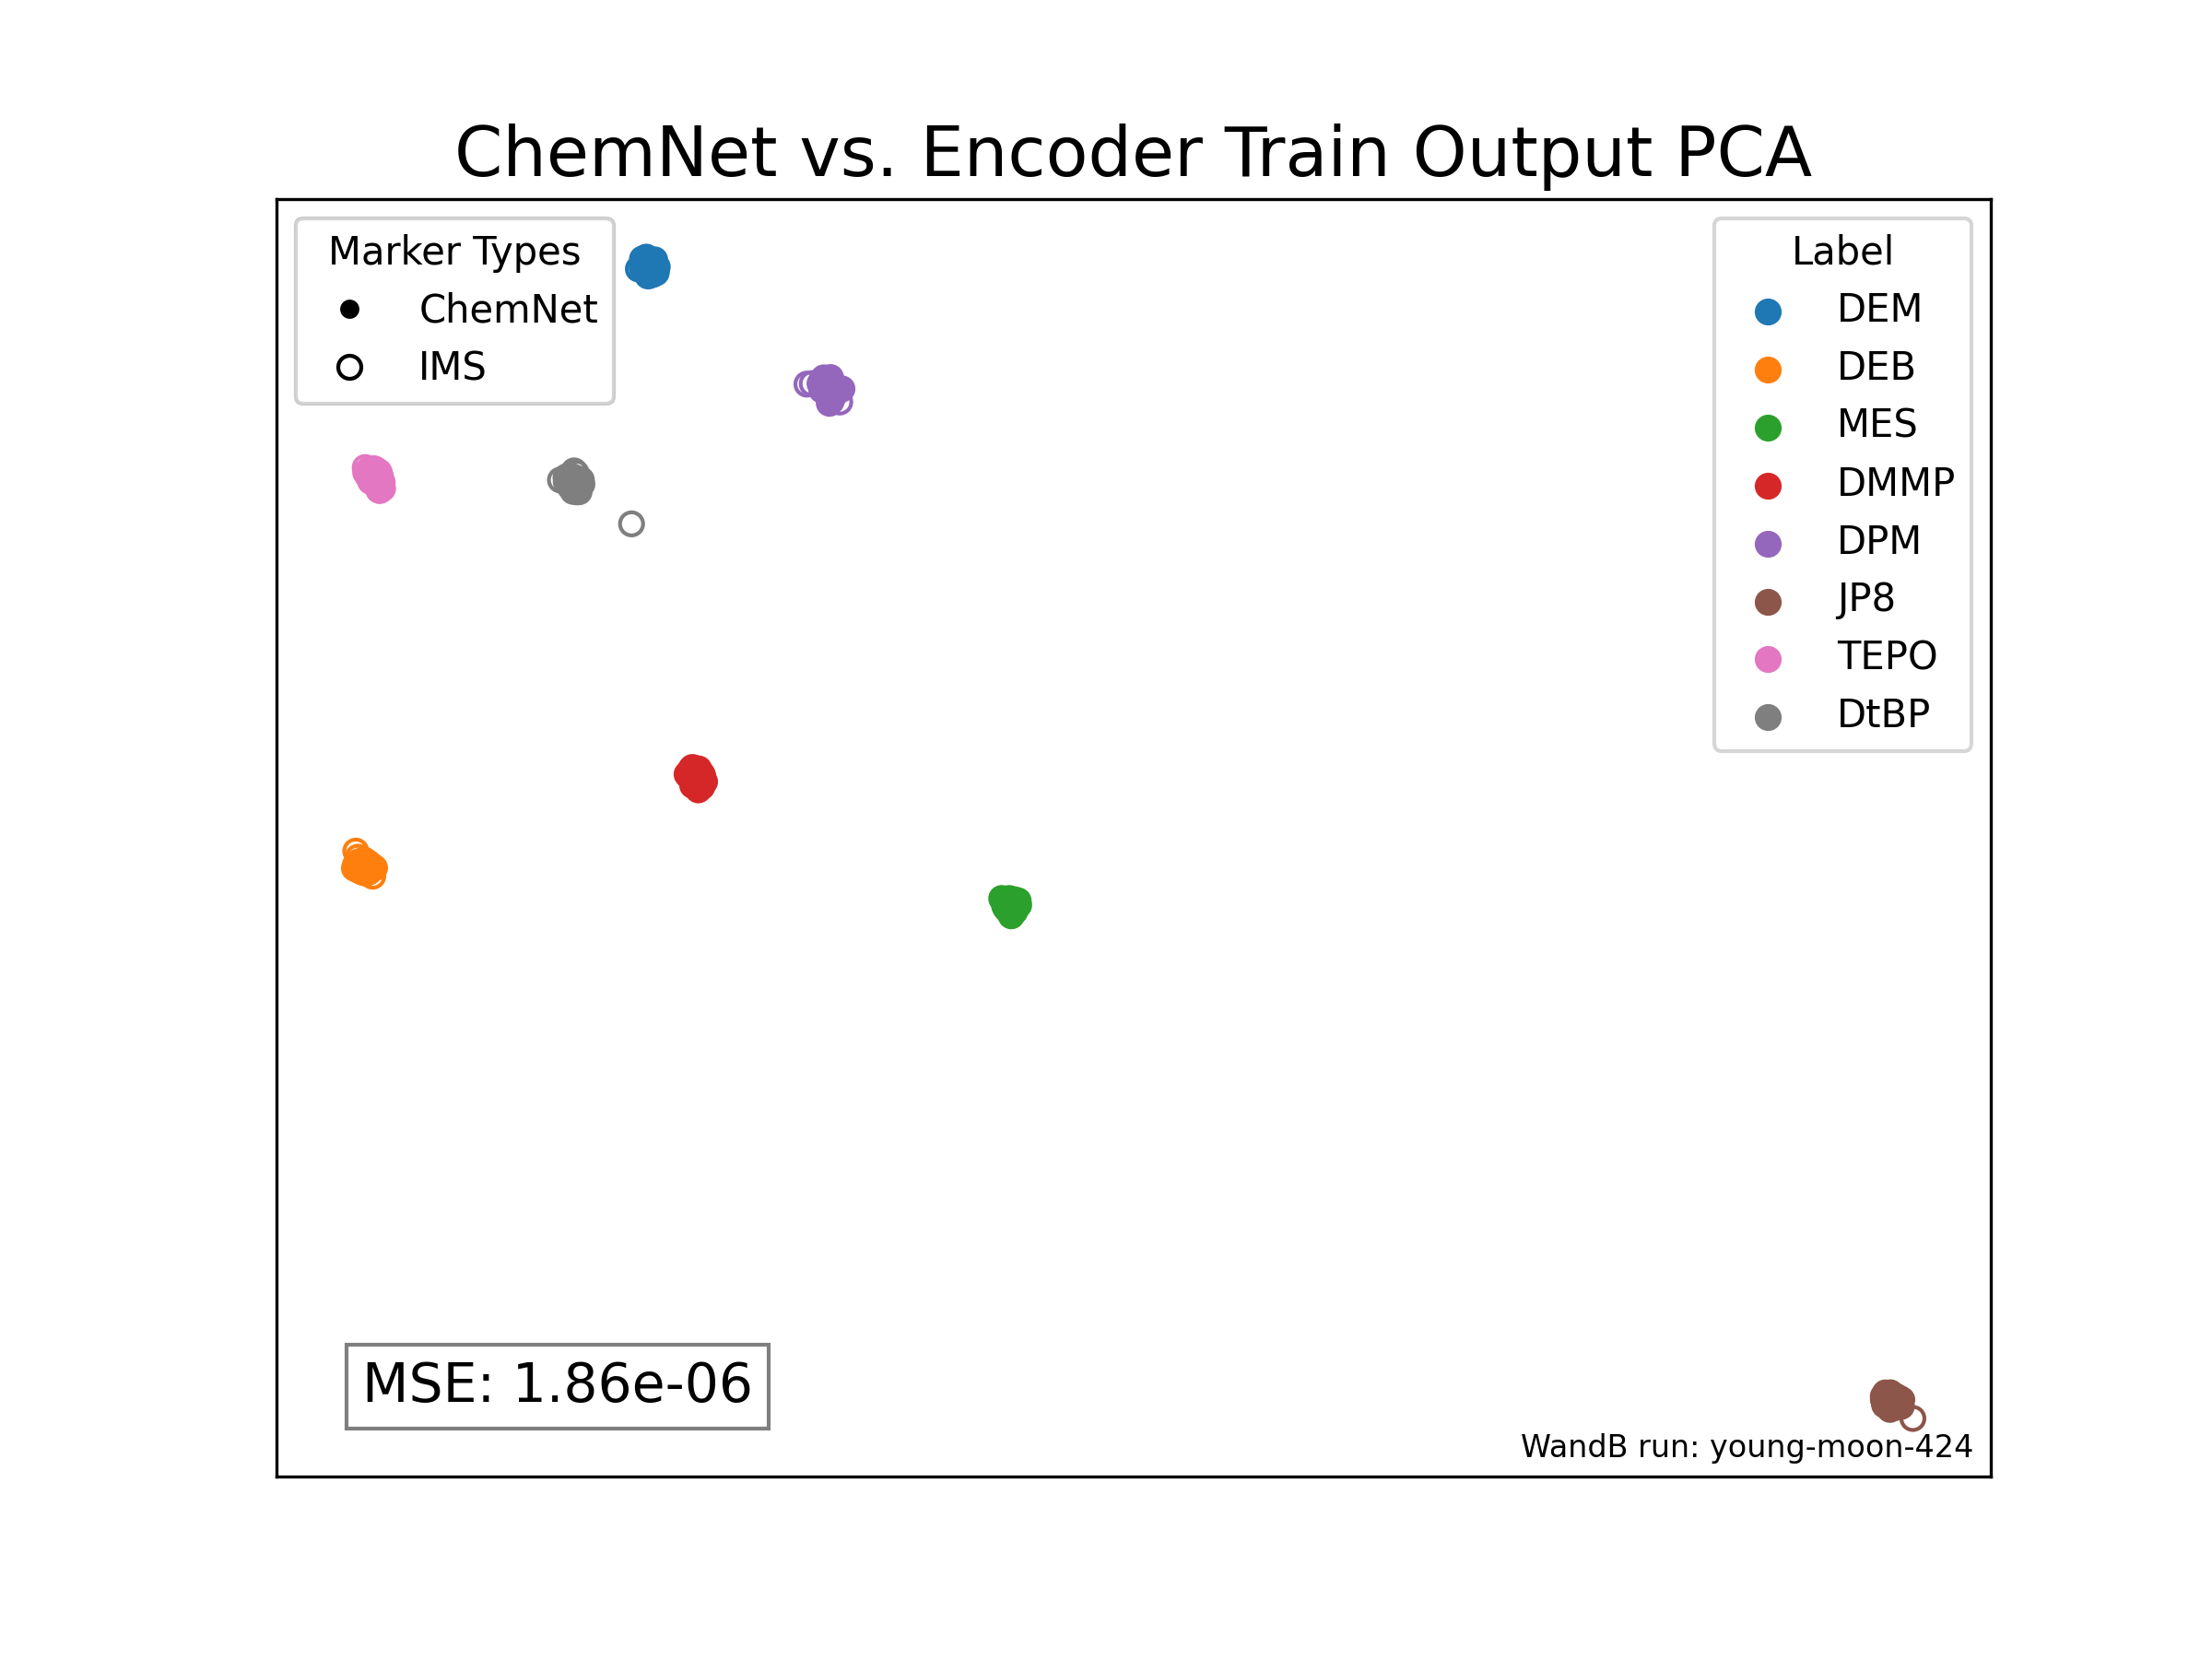 ChemNet vs. Encoder Train Output PCA
Marker Types
ChemNet
IMS
Label
DEM
DEB
MES
DMMP
DPM
JP8
TEPO
DtBP
MSE: 1.86e-06
WandB run: young-moon-424